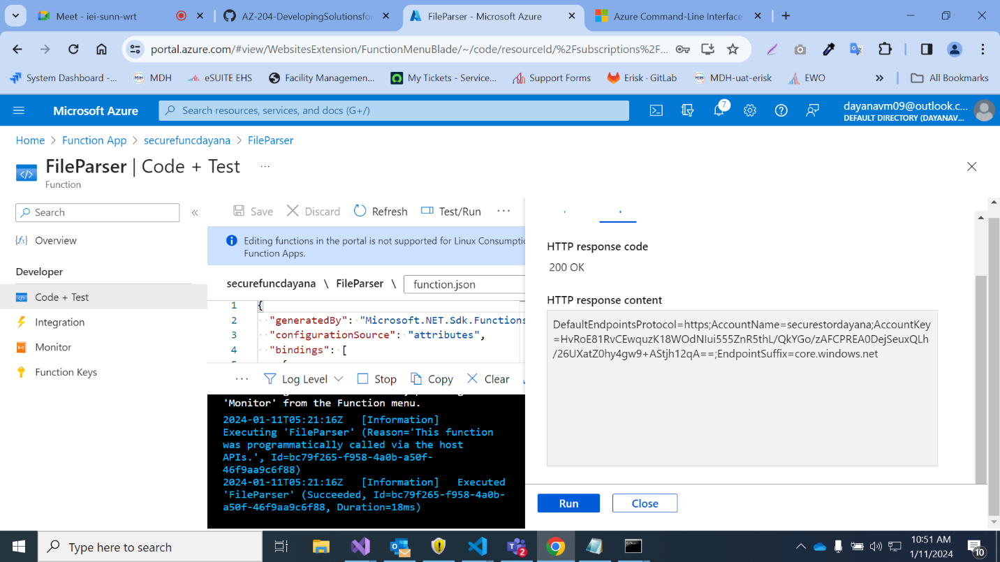 Meet - iei-sunn-wrt
AZ-204-DevelopingSolutionsfo
FileParser - Microsoft Azure
Azure Command-Line Interface
portal.azure.com/#view/WebsitesExtension/FunctionMenuBlade/~/code/resourceId/%2Fsubscriptions%2F...
System Dashboard -...
MDH
eSUITE EHS
Facility Managemen...
My Tickets - Service...
Support Forms
Erisk · GitLab
MDH-uat-erisk
EWO
»
All Bookmarks
Microsoft Azure
Search resources, services, and docs (G+/)
7
dayanavm09@outlook.c...
DEFAULT DIRECTORY (DAYANAV...
Home > Function App > securefuncdayana > FileParser
FileParser | Code + Test ...
Function
Search
«
Overview
Developer
Code + Test
Integration
Monitor
Function Keys
Save Discard Refresh Test/Run ...
Editing functions in the portal is not supported for Linux Consumptio
Function Apps.
securefuncdayana \ FileParser \ function.json
1 {
2 "generatedBy": "Microsoft.NET.Sdk.Functions
3 "configurationSource": "attributes",
4 "bindings": [
... Log Level Stop Copy Clear
'Monitor' from the Function menu.
2024-01-11T05:21:16Z [Information]
Executing 'FileParser' (Reason='This function
was programmatically called via the host
APIs.', Id=bc79f265-f958-4a0b-a50f-
46f9aa9c6f88)
2024-01-11T05:21:16Z [Information] Executed
'FileParser' (Succeeded, Id=bc79f265-f958-4a0b-
a50f-46f9aa9c6f88, Duration=18ms)
HTTP response code
200 OK
HTTP response content
DefaultEndpointsProtocol=https;AccountName=securestordayana;AccountKey
=HvRoE81RvCEwquzK18WOdNIui555ZnR5thL/QkYGo/zAFCPREA0DejSeuxQLh
/26UXatZ0hy4gw9+AStjh12qA==;EndpointSuffix=core.windows.net
Run
Close
Type here to search
2
10:51 AM
1/11/2024
10